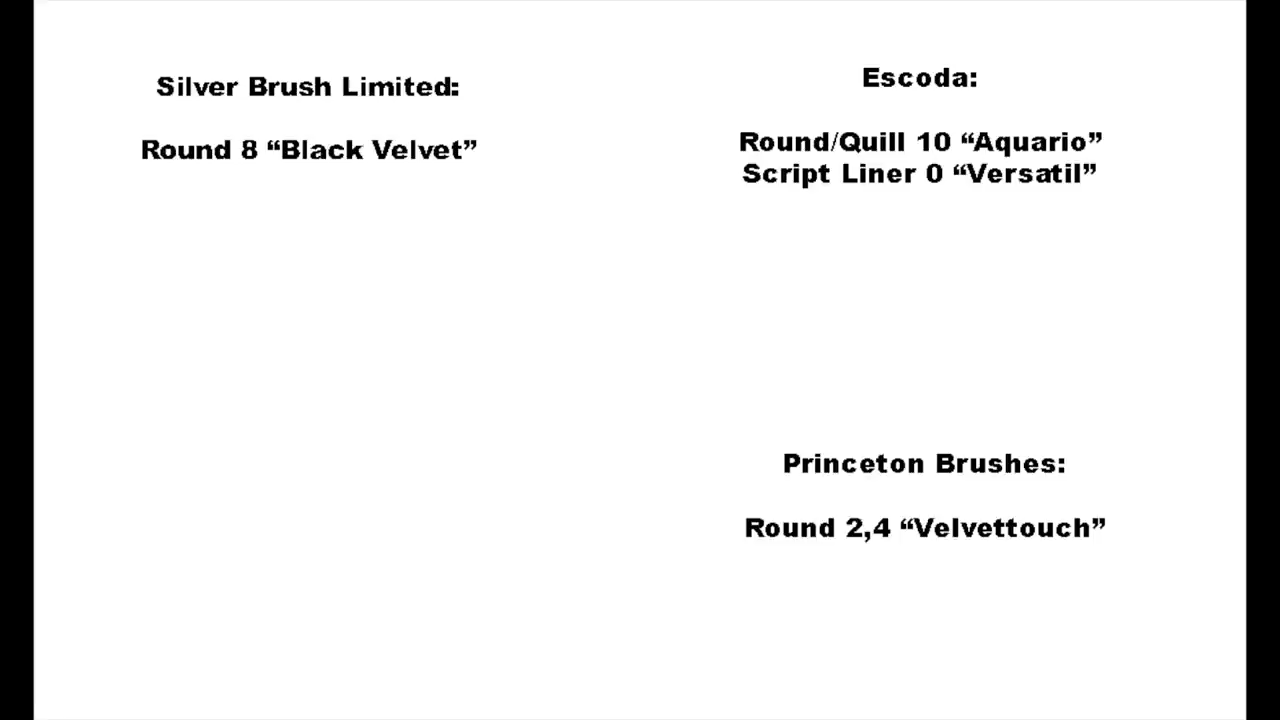 Silver Brush Limited:
Round 8 “Black Velvet”
Escoda:
Round/Quill 10 “Aquario”
Script Liner 0 “Versatil”
Princeton Brushes:
Round 2,4 “Velvettouch”